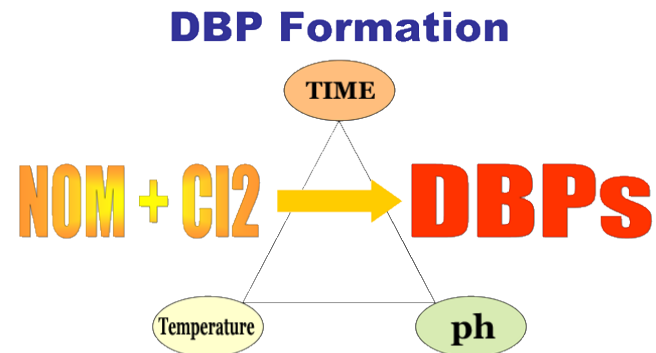 DBP Formation
TIME
NOM + Cl2
DBPs
Temperature
ph